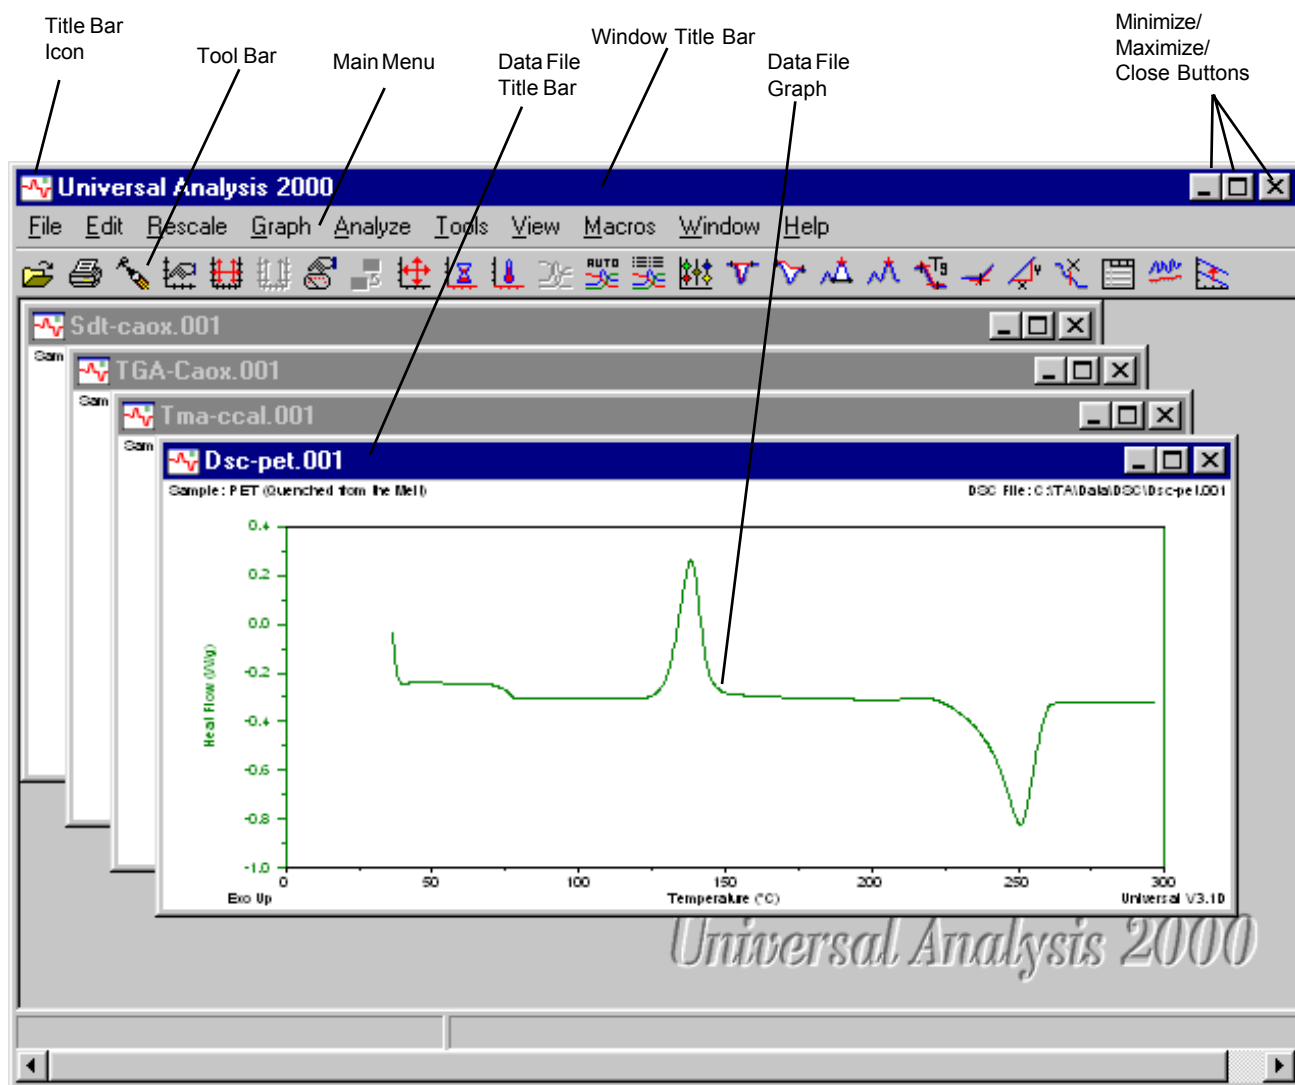 Title Bar
Icon
Tool Bar
Main Menu
Data File
Title Bar
Window Title Bar
Data File
Graph
Minimize/
Maximize/
Close Buttons
Universal Analysis 2000
File Edit Rescale Graph Analyze Tools View Macros Window Help
AUTO
Tg
Y
X
X
Sdt-caox.001
Sam
TGA-Caox.001
Sam
Tma-ccal.001
Sam
Dsc-pet.001
Sample: PET (Quenched from the Melt)
DSC File: C:\TA\Data\DSC\Dsc-pet.001
0.4
0.2
0.0
-0.2
-0.4
-0.6
-0.8
-1.0
Heat Flow (W/g)
0 50 100 150 200 250 300
Exo Up
Temperature (°C)
Universal V3.1D
Universal Analysis 2000